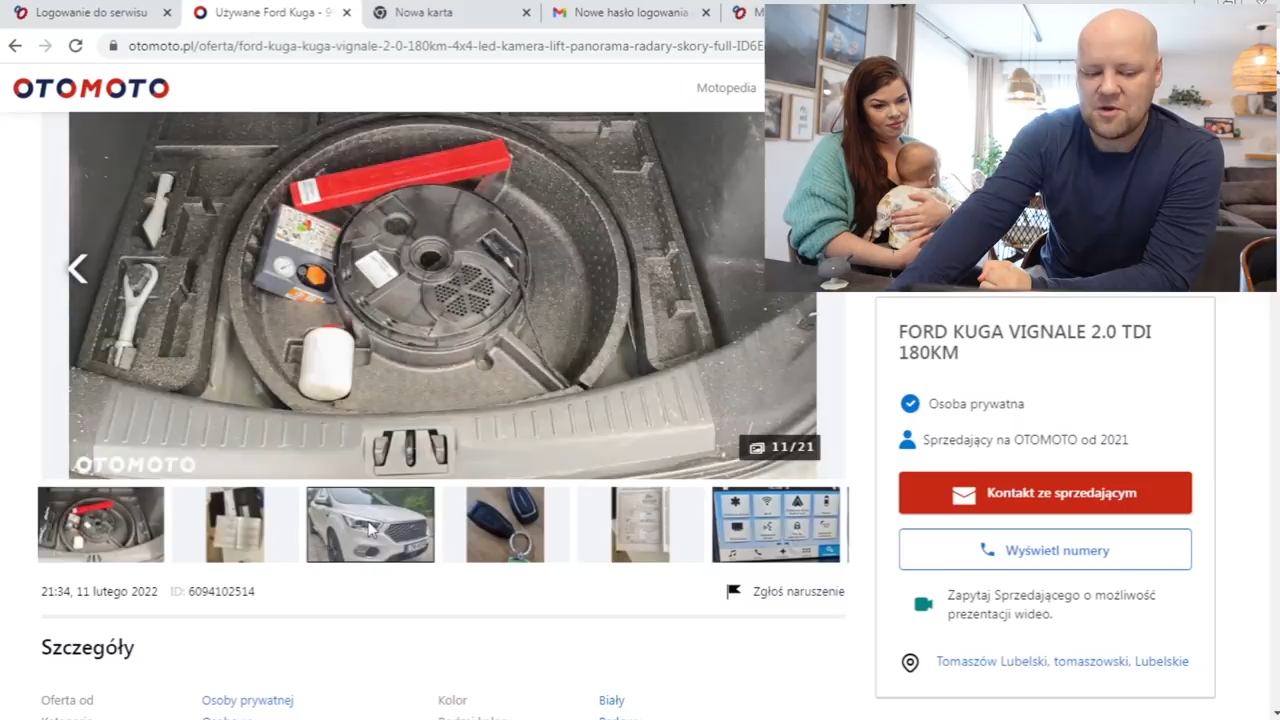 Logowanie do serwisu
Używane Ford Kuga - 9
Nowa karta
Nowe hasło logowania
M
otomoto.pl/oferta/ford-kuga-kuga-vignale-2-0-180km-4x4-led-kamera-lift-panorama-radary-skory-full-ID6E
OTOMOTO
Motopedia
OTOMOTO
11/21
FORD KUGA VIGNALE 2.0 TDI
180KM
Osoba prywatna
Sprzedający na OTOMOTO od 2021
Kontakt ze sprzedającym
Wyświetl numery
Zapytaj Sprzedającego o możliwość
prezentacji wideo.
Tomaszów Lubelski, tomaszowski, Lubelskie
21:34, 11 lutego 2022
ID: 6094102514
Zgłoś naruszenie
Szczegóły
Oferta od
Osoby prywatnej
Kolor
Biały